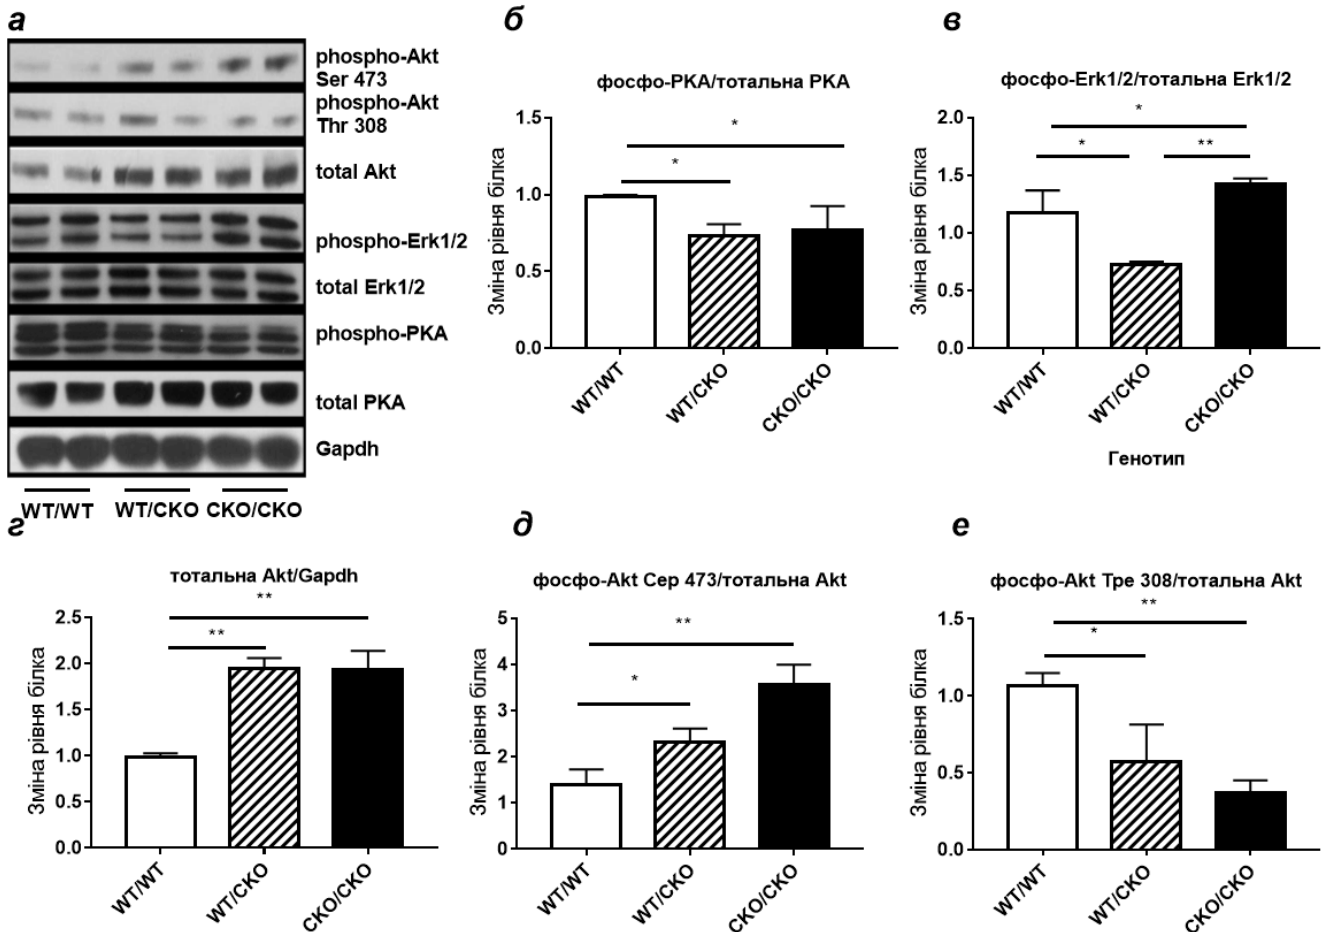 а
phospho-Akt
Ser 473
phospho-Akt
Thr 308
total Akt
phospho-Erk1/2
total Erk1/2
phospho-PKA
total PKA
Gapdh
WT/WT WT/CKO CKO/CKO
б
фосфо-PKA/тотальна PKA
Зміна рівня білка
1.5
1.0
0.5
0.0
*
*
WT/WT
WT/CKO
CKO/CKO
в
фосфо-Erk1/2/тотальна Erk1/2
Зміна рівня білка
2.0
1.5
1.0
0.5
0.0
*
* **
WT/WT
WT/CKO
CKO/CKO
Генотип
г
тотальна Akt/Gapdh
Зміна рівня білка
2.5
2.0
1.5
1.0
0.5
0.0
**
**
WT/WT
WT/CKO
CKO/CKO
д
фосфо-Akt Сер 473/тотальна Akt
Зміна рівня білка
5
4
3
2
1
0
**
*
WT/WT
WT/CKO
CKO/CKO
е
фосфо-Akt Тре 308/тотальна Akt
Зміна рівня білка
1.5
1.0
0.5
0.0
**
*
WT/WT
WT/CKO
CKO/CKO